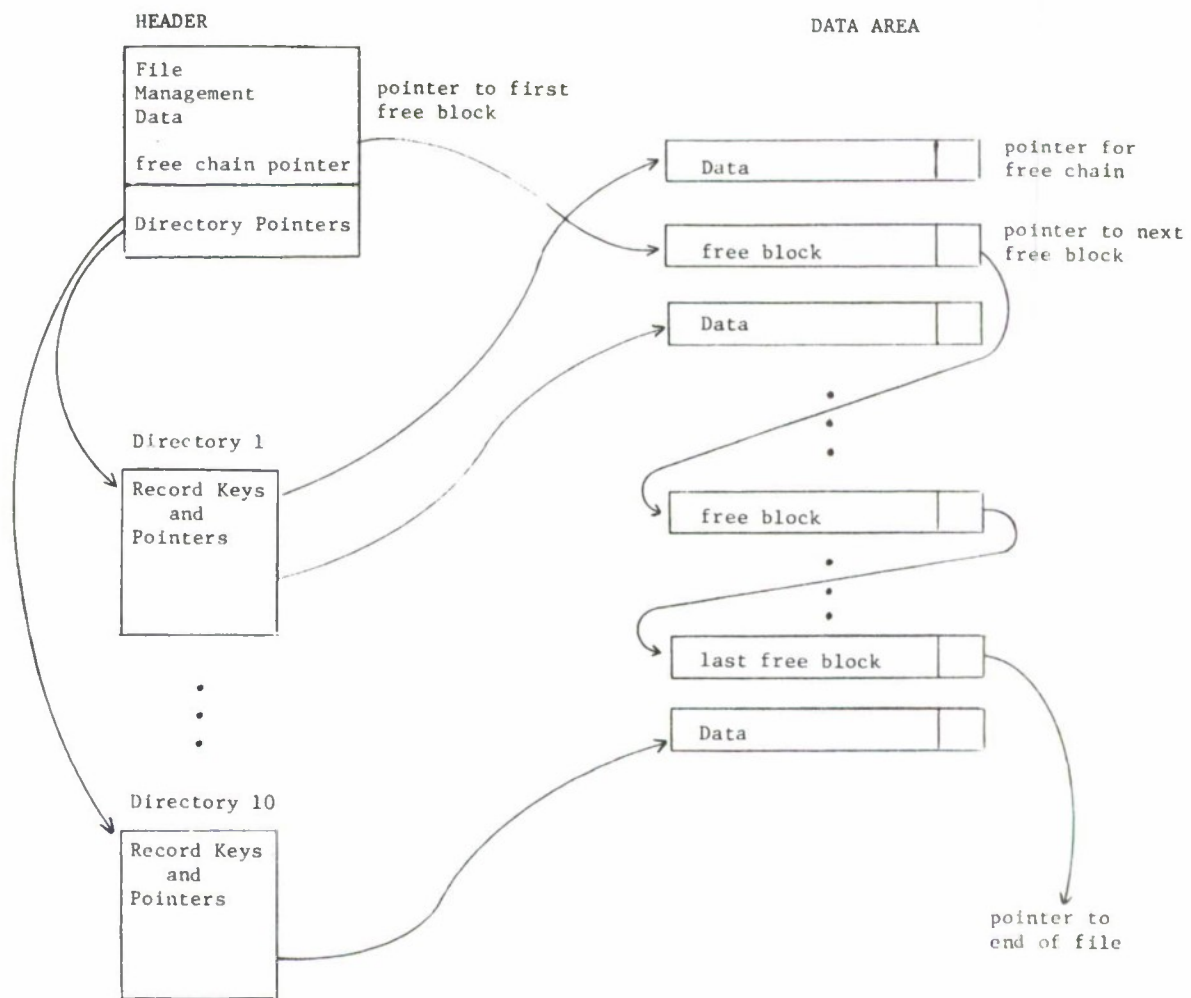 HEADER
File
Management
Data
free chain pointer
Directory Pointers
pointer to first
free block
Directory 1
Record Keys
and
Pointers
Directory 10
Record Keys
and
Pointers
DATA AREA
Data
pointer for
free chain
free block
pointer to next
free block
Data
free block
last free block
Data
pointer to
end of file